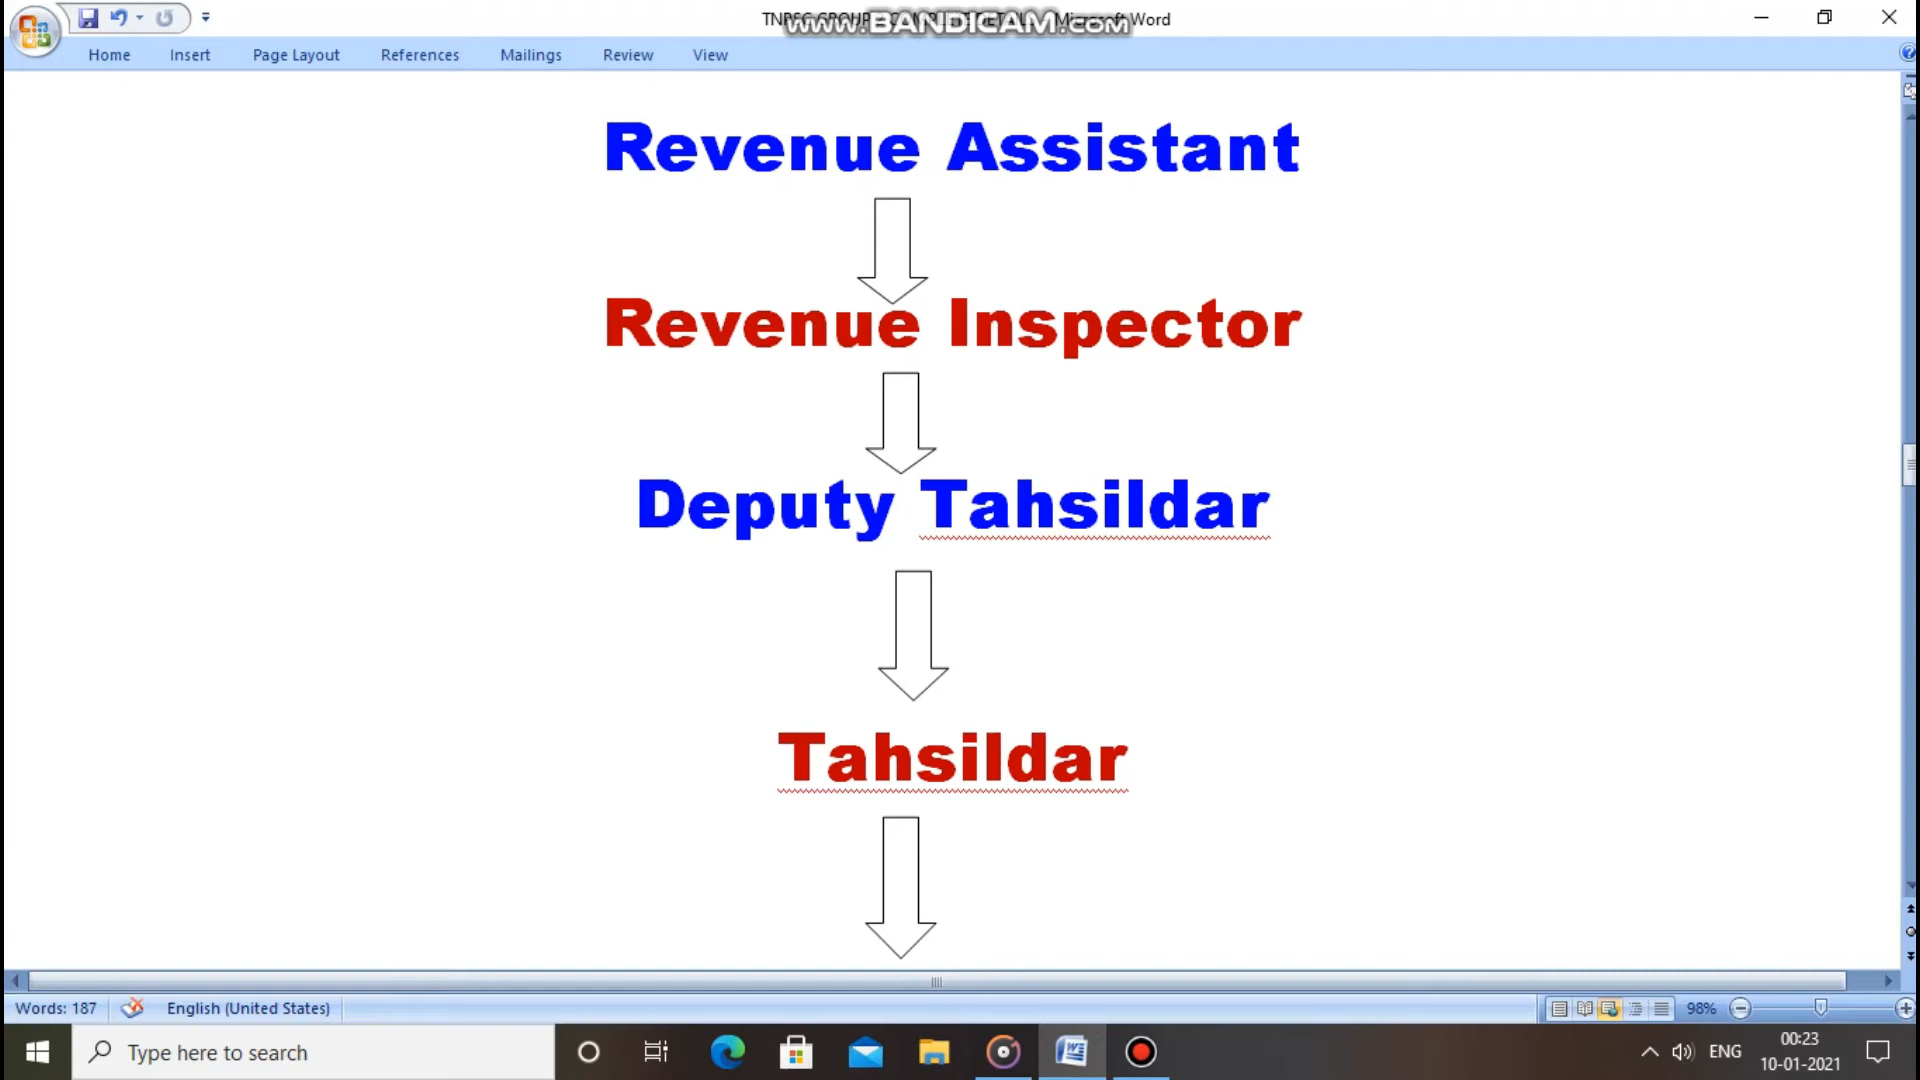 www.BANDICAM.com
Microsoft Word
Home Insert Page Layout References Mailings Review View
Revenue Assistant
Revenue Inspector
Deputy Tahsildar
Tahsildar
Words: 187 English (United States) 98%
Type here to search
ENG
00:23
10-01-2021